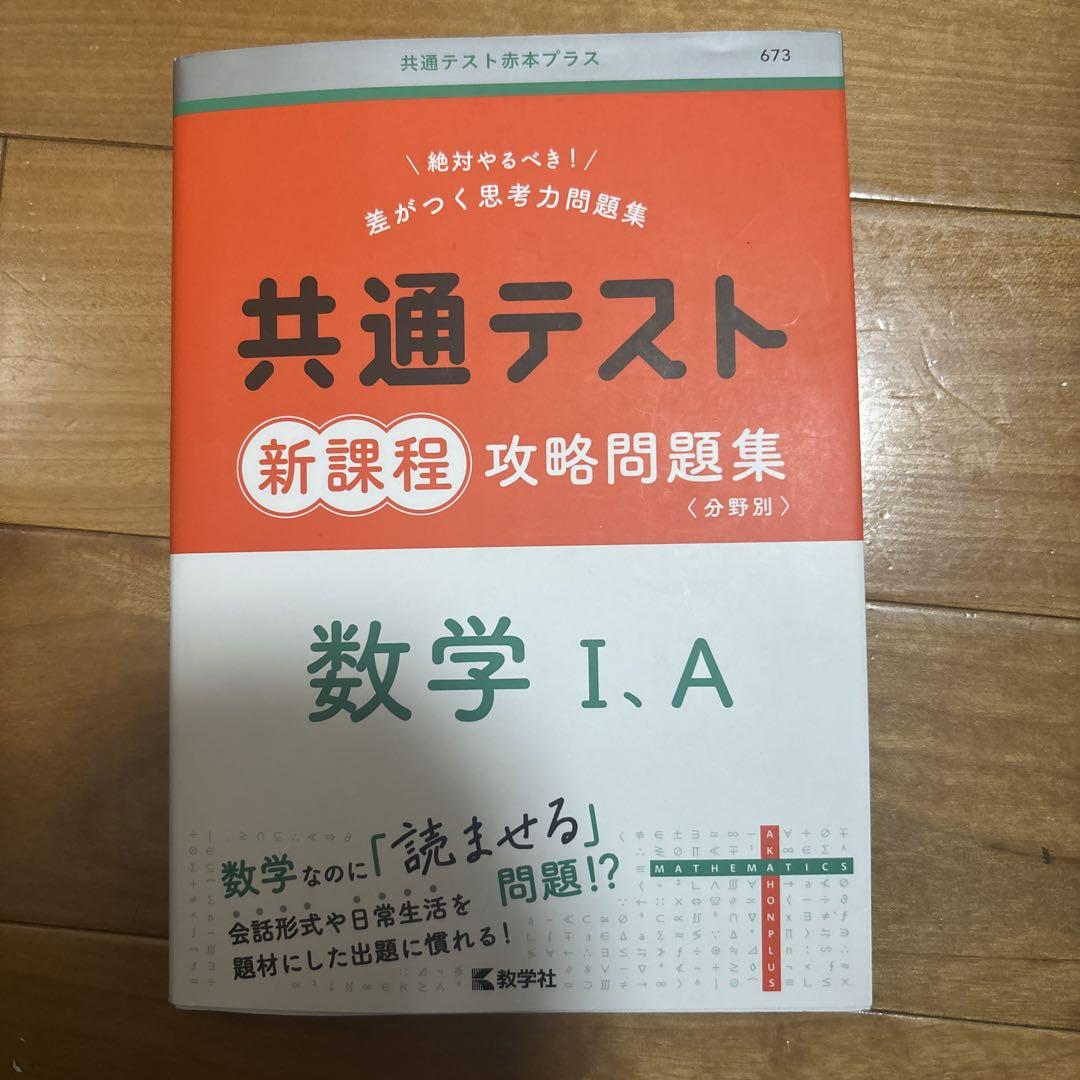 共通テスト赤本プラス
673
\ 絶対やるべき! /
差がつく思考力問題集
共通テスト
新課程 攻略問題集
〈分野別〉
数学 I、A
数学なのに「読ませる」
問題!?
会話形式や日常生活を
題材にした出題に慣れる!
MATHEMATICS
AKAHONPLUS
教学社